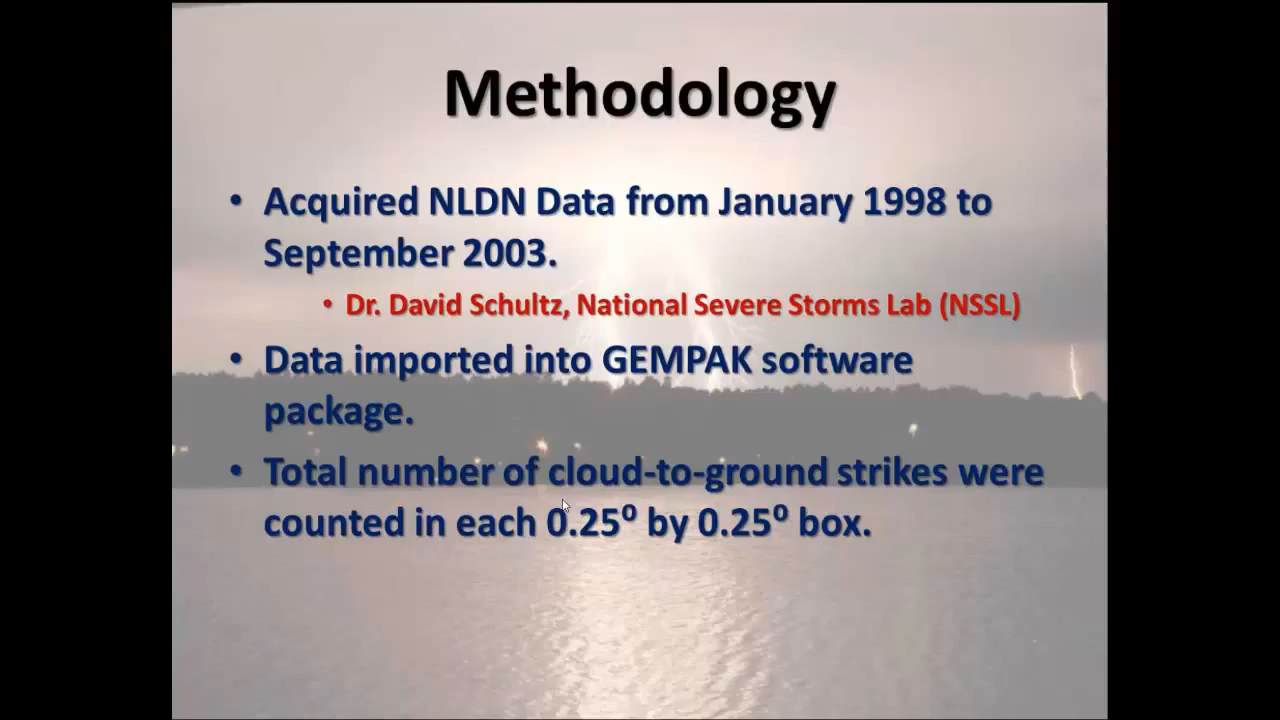 Methodology
• Acquired NLDN Data from January 1998 to
September 2003.
• Dr. David Schultz, National Severe Storms Lab (NSSL)
• Data imported into GEMPAK software
package.
• Total number of cloud-to-ground strikes were
counted in each 0.25⁰ by 0.25⁰ box.